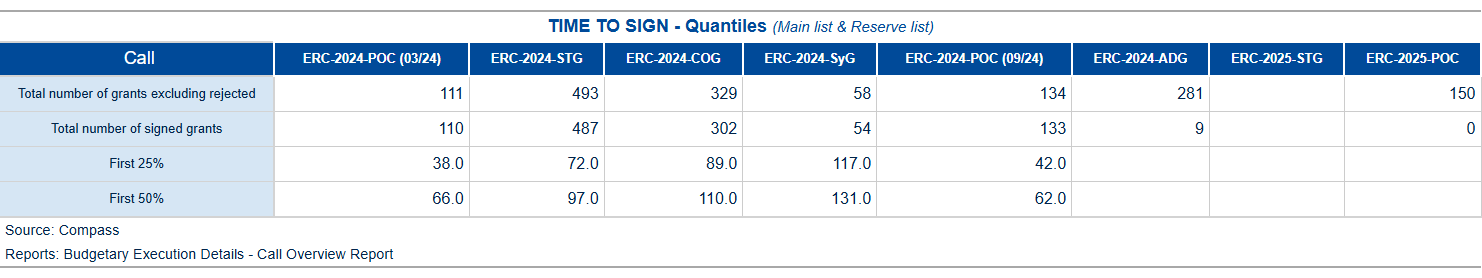 TIME TO SIGN - Quantiles (Main list & Reserve list)
Call ERC-2024-POC (03/24) ERC-2024-STG ERC-2024-COG ERC-2024-SyG ERC-2024-POC (09/24) ERC-2024-ADG ERC-2025-STG ERC-2025-POC
Total number of grants excluding rejected 111 493 329 58 134 281 150
Total number of signed grants 110 487 302 54 133 9 0
First 25% 38.0 72.0 89.0 117.0 42.0
First 50% 66.0 97.0 110.0 131.0 62.0
Source: Compass
Reports: Budgetary Execution Details - Call Overview Report